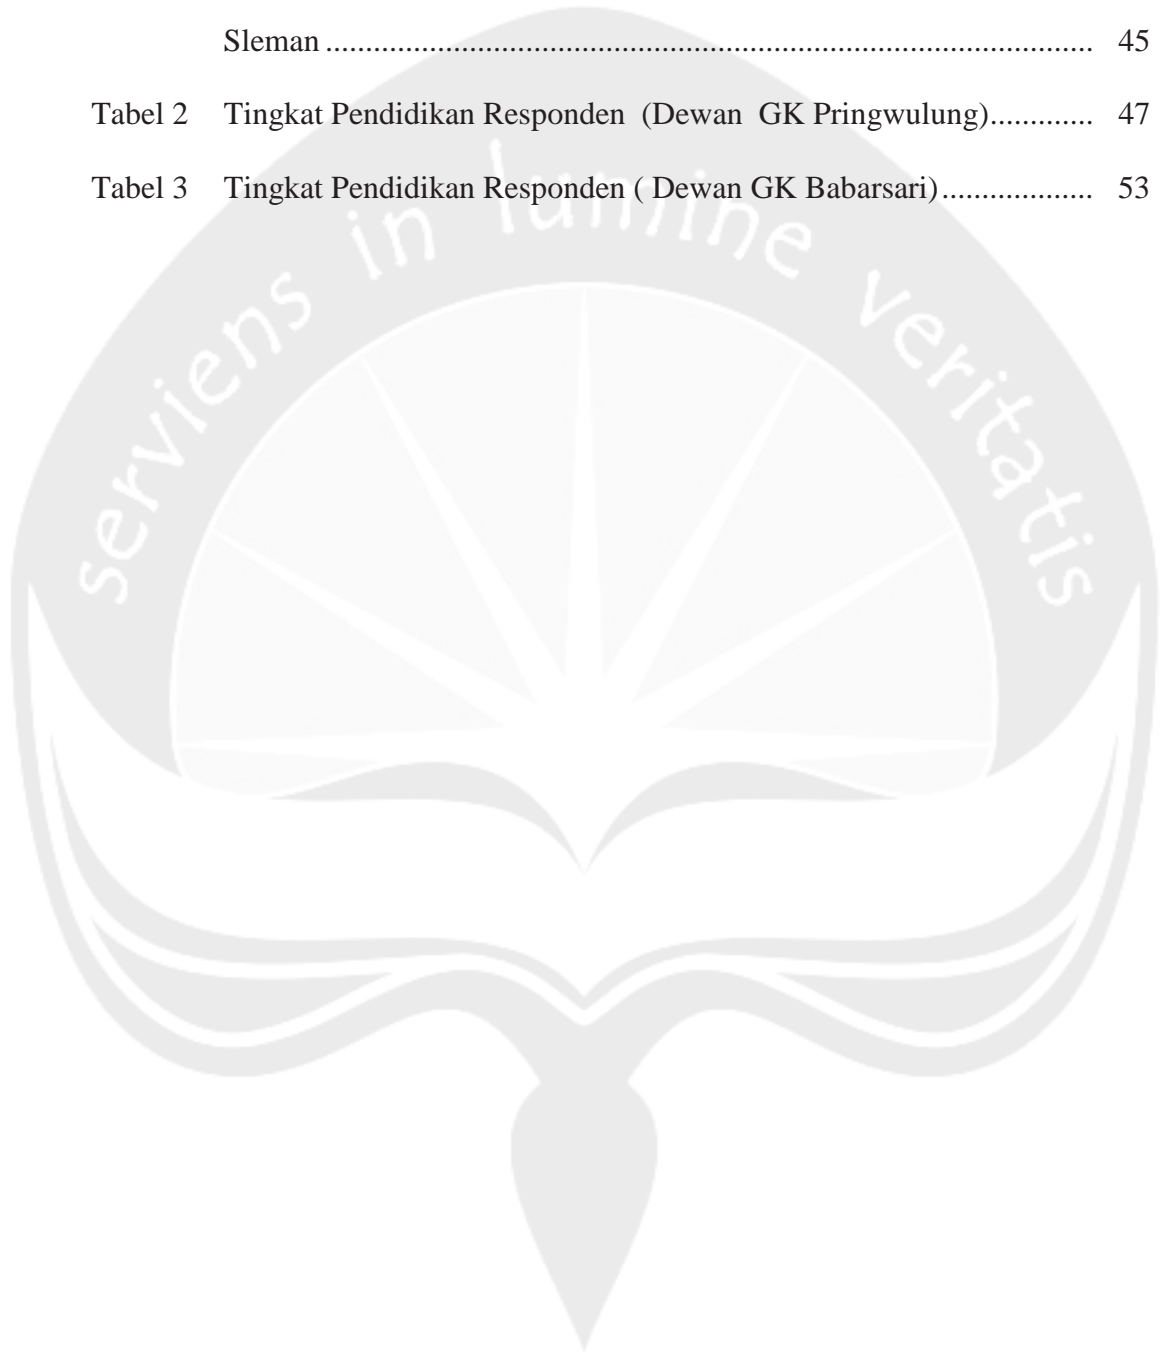 Sleman ................................................................................................ 45
Tabel 2 Tingkat Pendidikan Responden (Dewan GK Pringwulung)............. 47
Tabel 3 Tingkat Pendidikan Responden ( Dewan GK Babarsari)................... 53
serviens in lumine veritatis